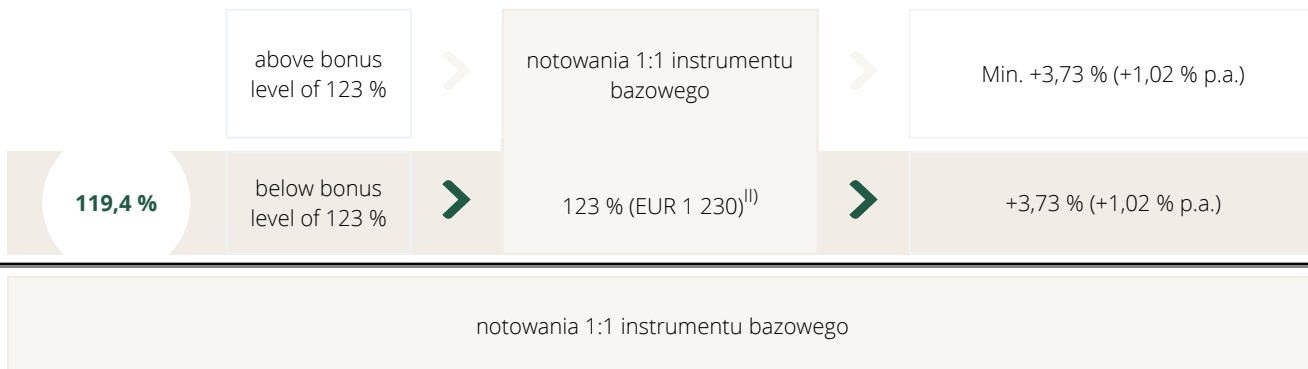 above bonus
level of 123 %
notowania 1:1 instrumentu
bazowego
Min. +3,73 % (+1,02 % p.a.)
119,4 %
below bonus
level of 123 %
123 % (EUR 1 230)II)
+3,73 % (+1,02 % p.a.)
notowania 1:1 instrumentu bazowego